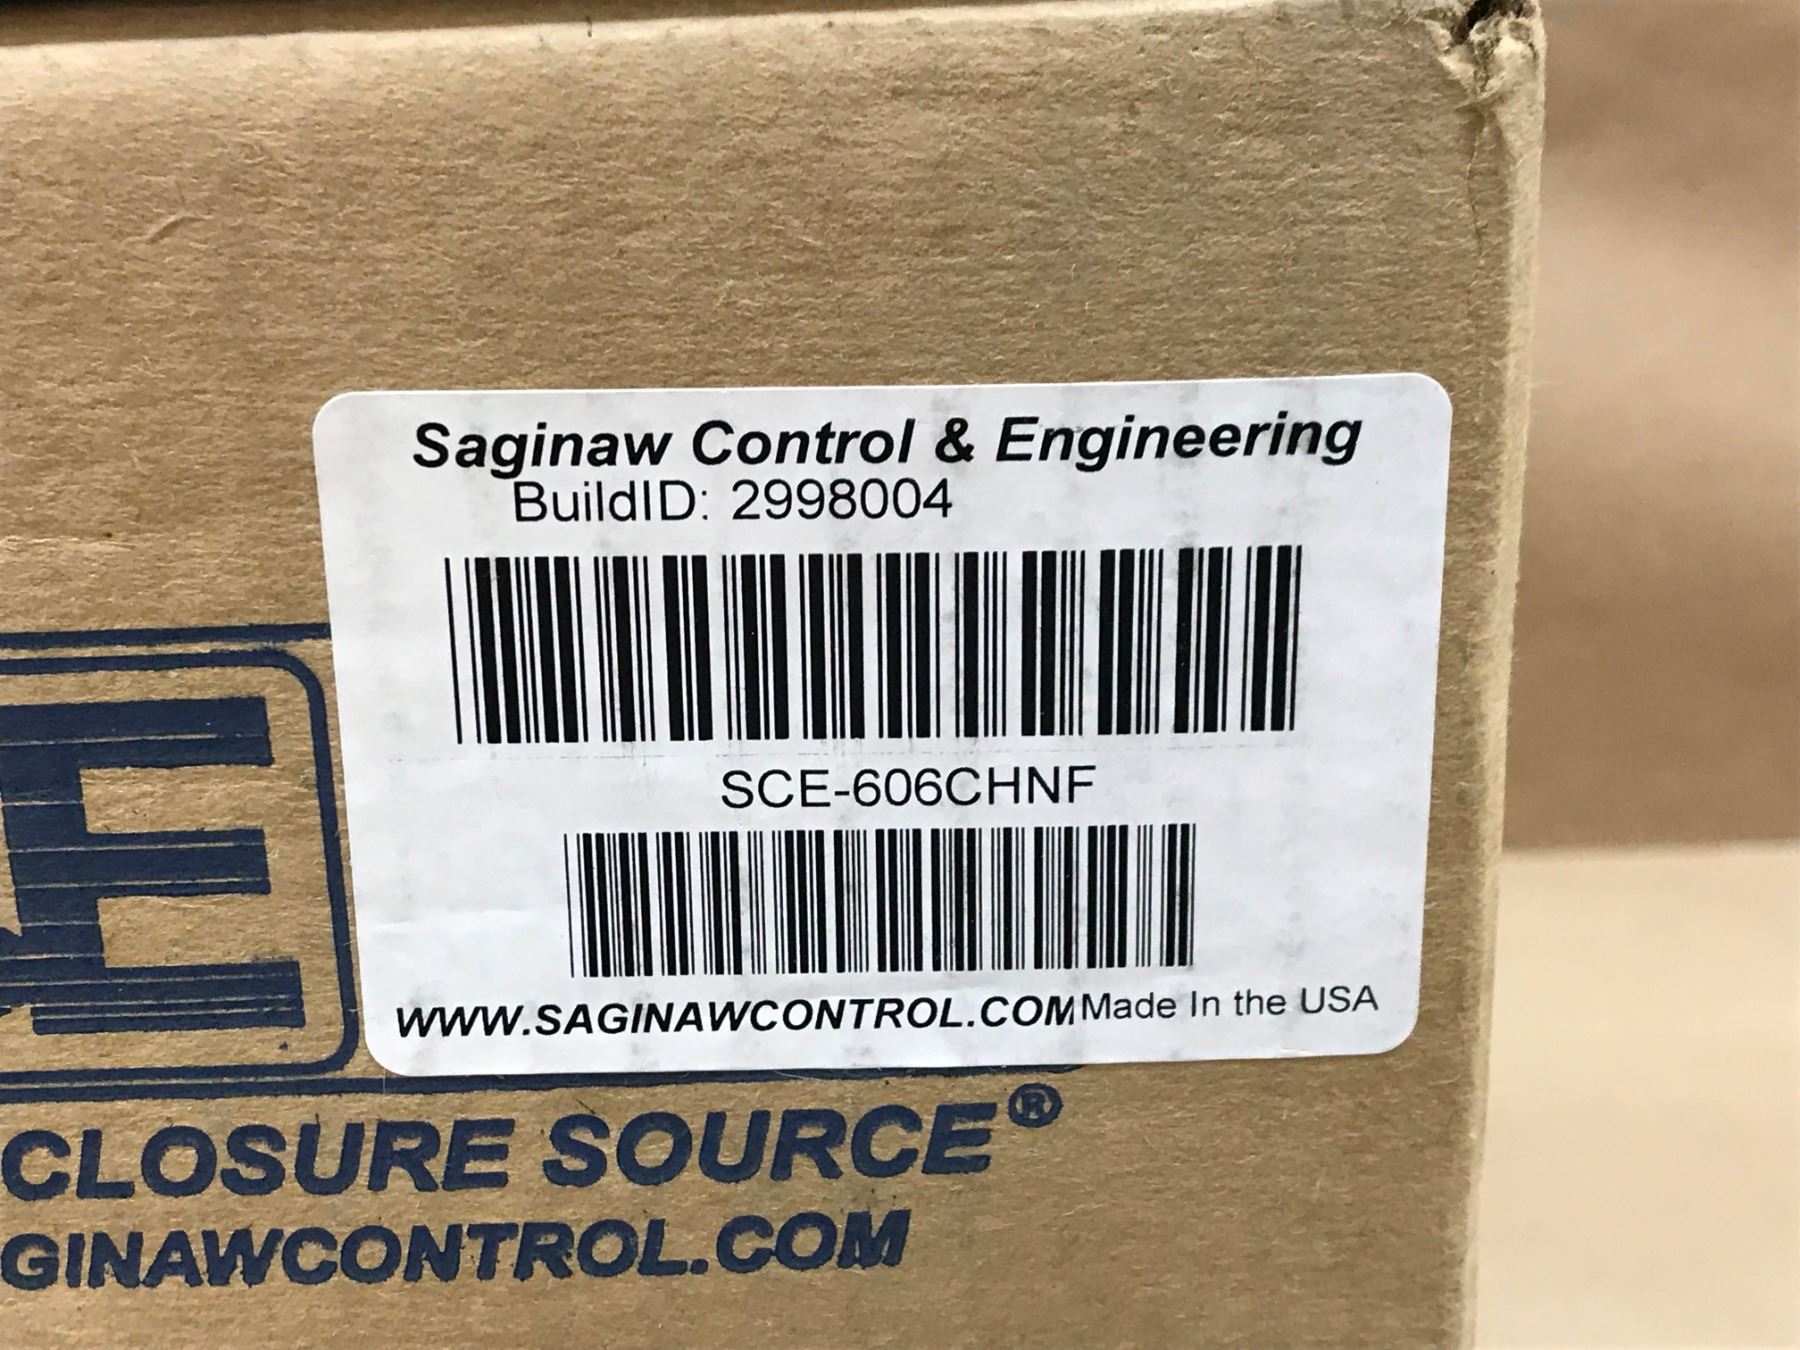 Saginaw Control & Engineering
BuildID: 2998004
SCE-606CHNF
WWW.SAGINAWCONTROL.COM Made In the USA
E
CLOSURE SOURCE®
GINAWCONTROL.COM